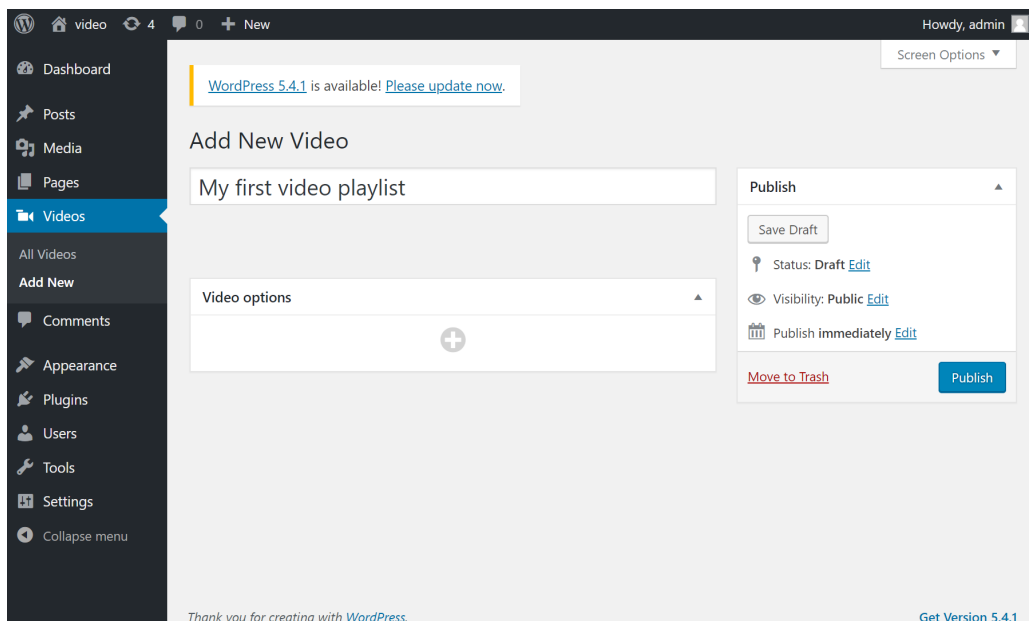 video 4 0 New Howdy, admin
Screen Options
Dashboard
Posts
Media
Pages
Videos
All Videos
Add New
Comments
Appearance
Plugins
Users
Tools
Settings
Collapse menu
WordPress 5.4.1 is available! Please update now.
Add New Video
My first video playlist
Video options
Publish
Save Draft
Status: Draft Edit
Visibility: Public Edit
Publish immediately Edit
Move to Trash Publish
Thank you for creating with WordPress. Get Version 5.4.1